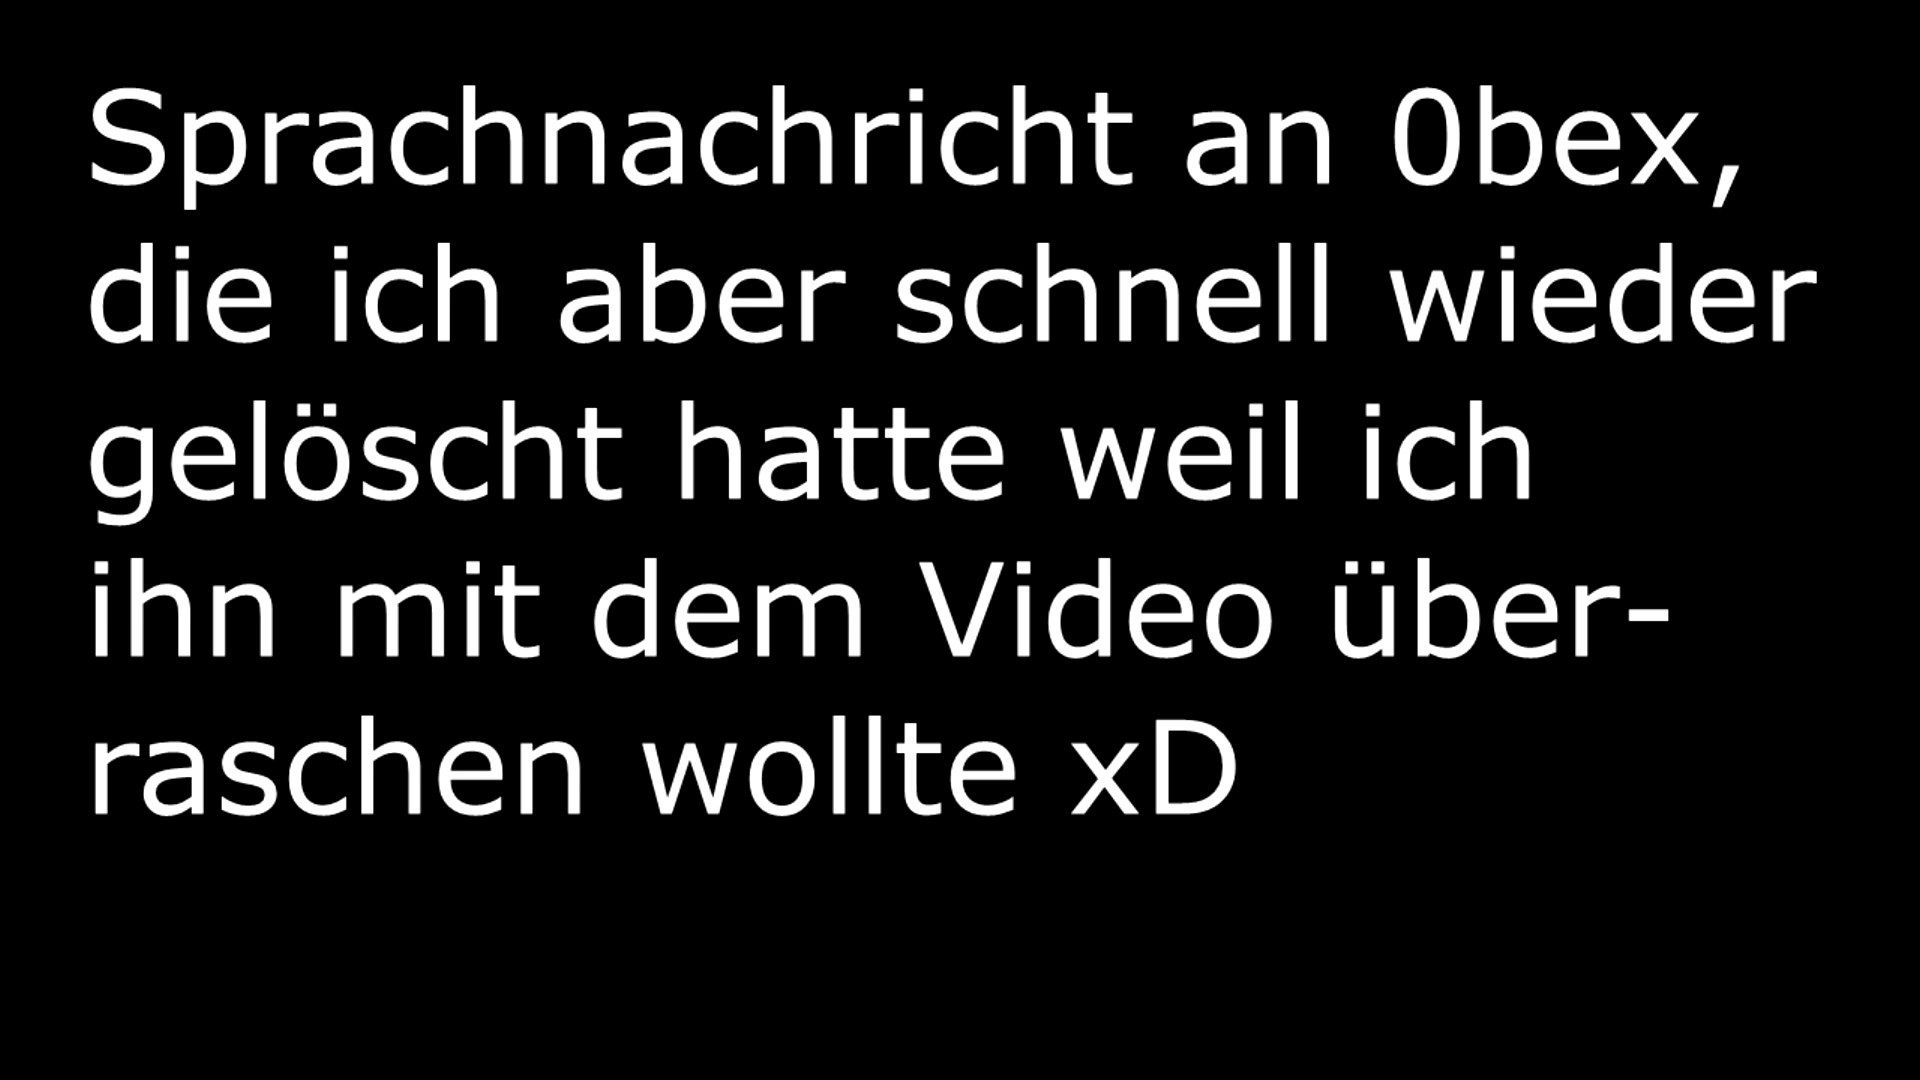 Sprachnachricht an 0bex,
die ich aber schnell wieder
gelöscht hatte weil ich
ihn mit dem Video über-
raschen wollte xD